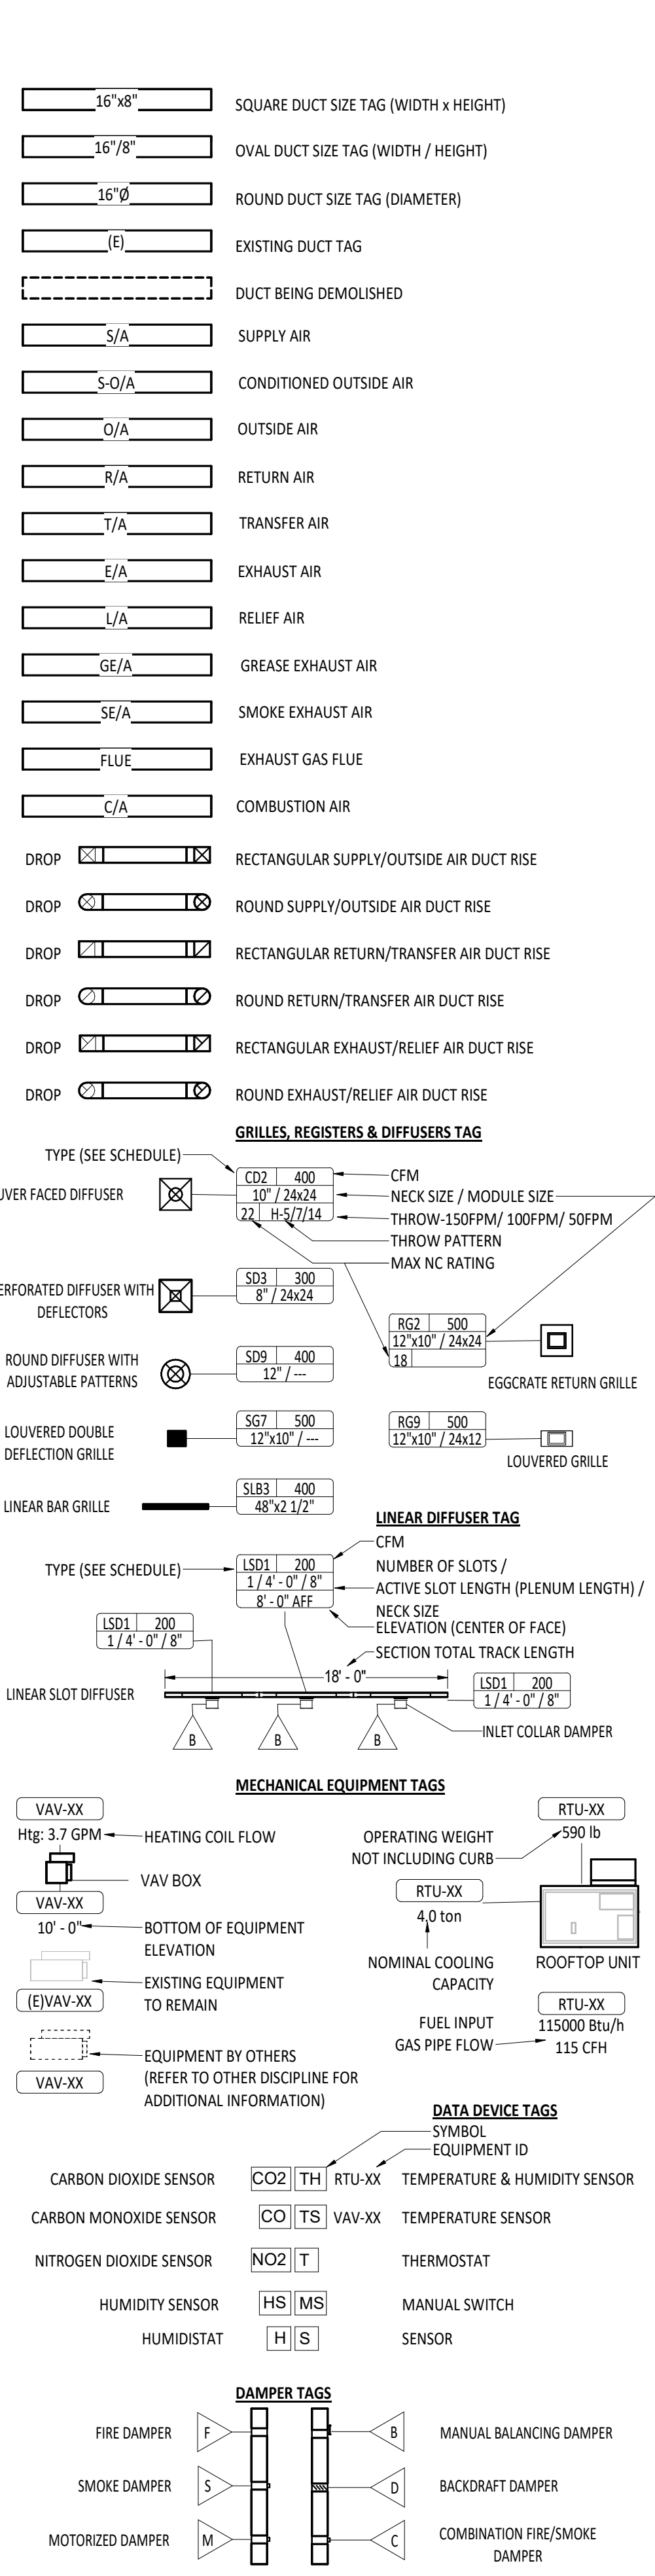 16"x8" SQUARE DUCT SIZE TAG (WIDTH x HEIGHT)
16"/8" OVAL DUCT SIZE TAG (WIDTH / HEIGHT)
16"Ø ROUND DUCT SIZE TAG (DIAMETER)
(E) EXISTING DUCT TAG
DUCT BEING DEMOLISHED
S/A SUPPLY AIR
S-O/A CONDITIONED OUTSIDE AIR
O/A OUTSIDE AIR
R/A RETURN AIR
T/A TRANSFER AIR
E/A EXHAUST AIR
L/A RELIEF AIR
GE/A GREASE EXHAUST AIR
SE/A SMOKE EXHAUST AIR
FLUE EXHAUST GAS FLUE
C/A COMBUSTION AIR
DROP RECTANGULAR SUPPLY/OUTSIDE AIR DUCT RISE
DROP ROUND SUPPLY/OUTSIDE AIR DUCT RISE
DROP RECTANGULAR RETURN/TRANSFER AIR DUCT RISE
DROP ROUND RETURN/TRANSFER AIR DUCT RISE
DROP RECTANGULAR EXHAUST/RELIEF AIR DUCT RISE
DROP ROUND EXHAUST/RELIEF AIR DUCT RISE
GRILLES, REGISTERS & DIFFUSERS TAG
TYPE (SEE SCHEDULE)
CD2 400 CFM
UVER FACED DIFFUSER 10" / 24x24 NECK SIZE / MODULE SIZE
22 H-5/7/14 THROW-150FPM/ 100FPM/ 50FPM
THROW PATTERN
MAX NC RATING
ERFORATED DIFFUSER WITH
DEFLECTORS
SD3 300
8" / 24x24
RG2 500
12"x10" / 24x24
18
EGGCRATE RETURN GRILLE
ROUND DIFFUSER WITH
ADJUSTABLE PATTERNS
SD9 400
12" / ---
LOUVERED DOUBLE
DEFLECTION GRILLE
SG7 500
12"x10" / ---
RG9 500
12"x10" / 24x12
LOUVERED GRILLE
LINEAR BAR GRILLE
SLB3 400
48"x2 1/2"
LINEAR DIFFUSER TAG
CFM
TYPE (SEE SCHEDULE)
LSD1 200
1 / 4' - 0" / 8"
8' - 0" AFF
NUMBER OF SLOTS /
ACTIVE SLOT LENGTH (PLENUM LENGTH) /
NECK SIZE
ELEVATION (CENTER OF FACE)
LSD1 200
1 / 4' - 0" / 8"
SECTION TOTAL TRACK LENGTH
18' - 0"
LINEAR SLOT DIFFUSER
LSD1 200
1 / 4' - 0" / 8"
B B B
INLET COLLAR DAMPER
MECHANICAL EQUIPMENT TAGS
VAV-XX
Htg: 3.7 GPM HEATING COIL FLOW
VAV BOX
VAV-XX
10' - 0" BOTTOM OF EQUIPMENT
ELEVATION
EXISTING EQUIPMENT
TO REMAIN
(E)VAV-XX
EQUIPMENT BY OTHERS
(REFER TO OTHER DISCIPLINE FOR
ADDITIONAL INFORMATION)
VAV-XX
RTU-XX
OPERATING WEIGHT
NOT INCLUDING CURB
590 lb
RTU-XX
4.0 ton
NOMINAL COOLING
CAPACITY
ROOFTOP UNIT
RTU-XX
FUEL INPUT 115000 Btu/h
GAS PIPE FLOW 115 CFH
DATA DEVICE TAGS
SYMBOL
EQUIPMENT ID
CARBON DIOXIDE SENSOR CO2 TH RTU-XX TEMPERATURE & HUMIDITY SENSOR
CARBON MONOXIDE SENSOR CO TS VAV-XX TEMPERATURE SENSOR
NITROGEN DIOXIDE SENSOR NO2 T THERMOSTAT
HUMIDITY SENSOR HS MS MANUAL SWITCH
HUMIDISTAT H S SENSOR
DAMPER TAGS
FIRE DAMPER F B MANUAL BALANCING DAMPER
SMOKE DAMPER S D BACKDRAFT DAMPER
MOTORIZED DAMPER M C COMBINATION FIRE/SMOKE
DAMPER